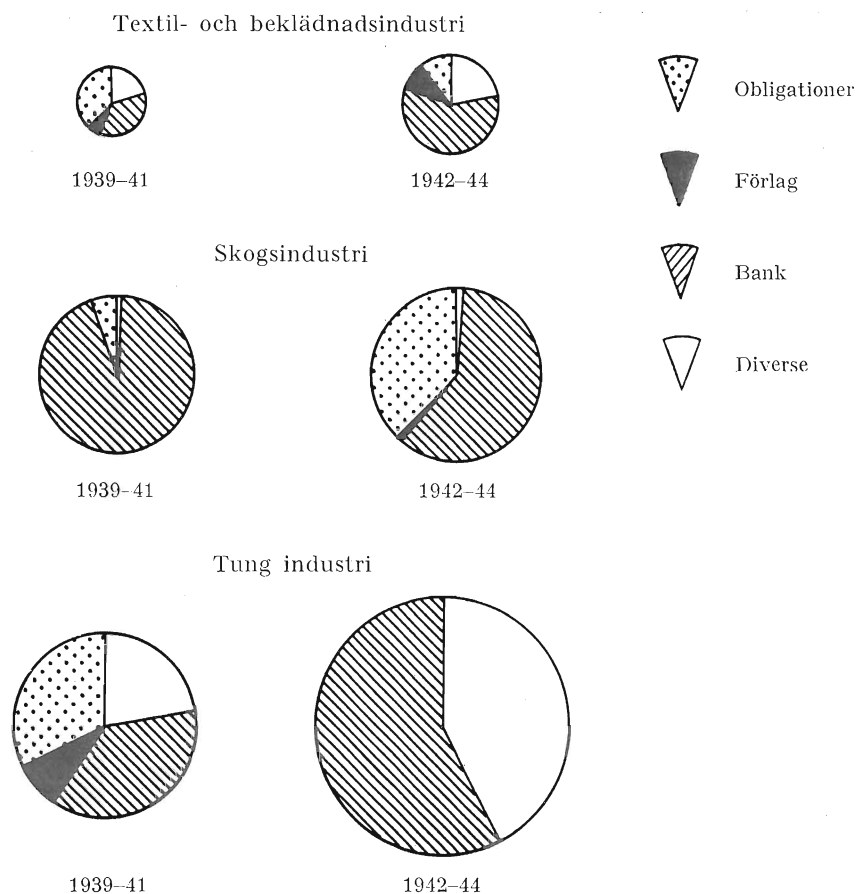 Textil- och beklädnadsindustri
1939–41
1942–44
Obligationer
Förlag
Bank
Diverse
Skogsindustri
1939–41
1942–44
Tung industri
1939–41
1942–44